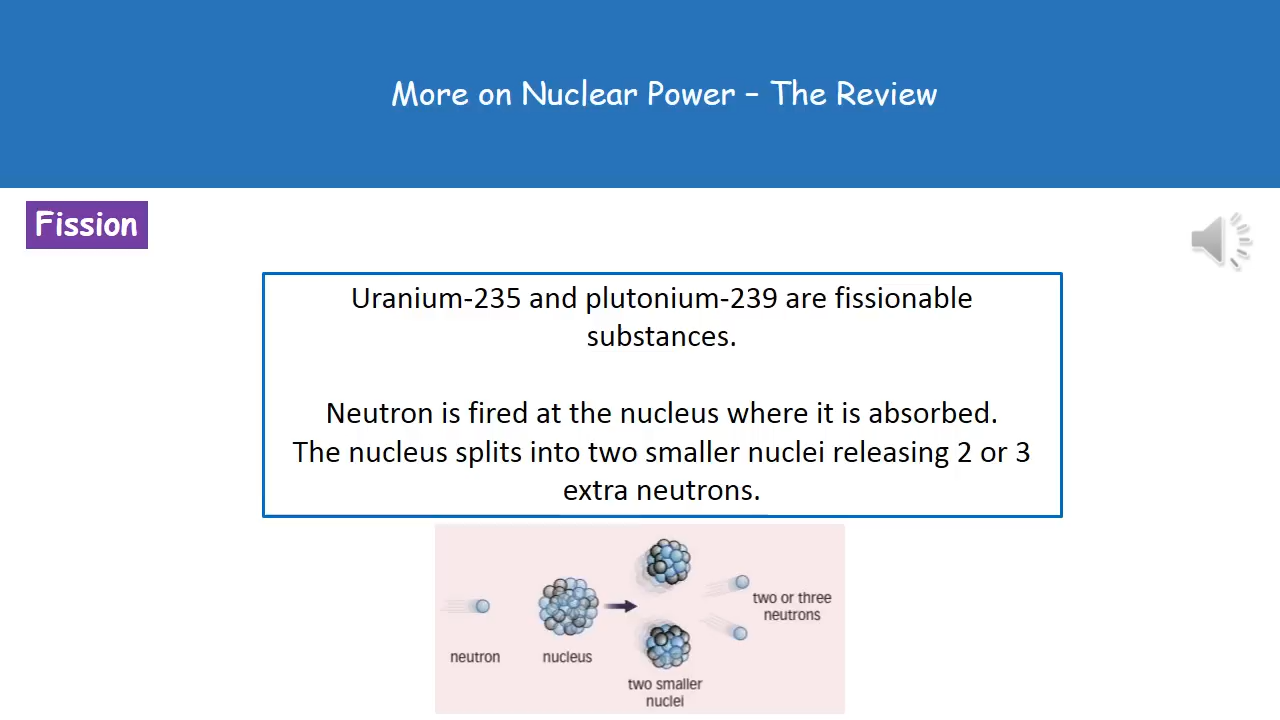 More on Nuclear Power – The Review
Fission
Uranium-235 and plutonium-239 are fissionable
substances.
Neutron is fired at the nucleus where it is absorbed.
The nucleus splits into two smaller nuclei releasing 2 or 3
extra neutrons.
two or three
neutrons
neutron
nucleus
two smaller
nuclei